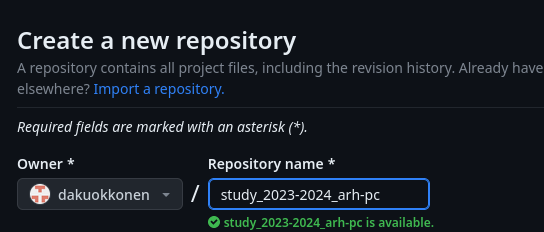 Create a new repository
A repository contains all project files, including the revision history. Already have
elsewhere? Import a repository.
Required fields are marked with an asterisk (*).
Owner * Repository name *
dakuokkonen / study_2023-2024_arh-pc
study_2023-2024_arh-pc is available.